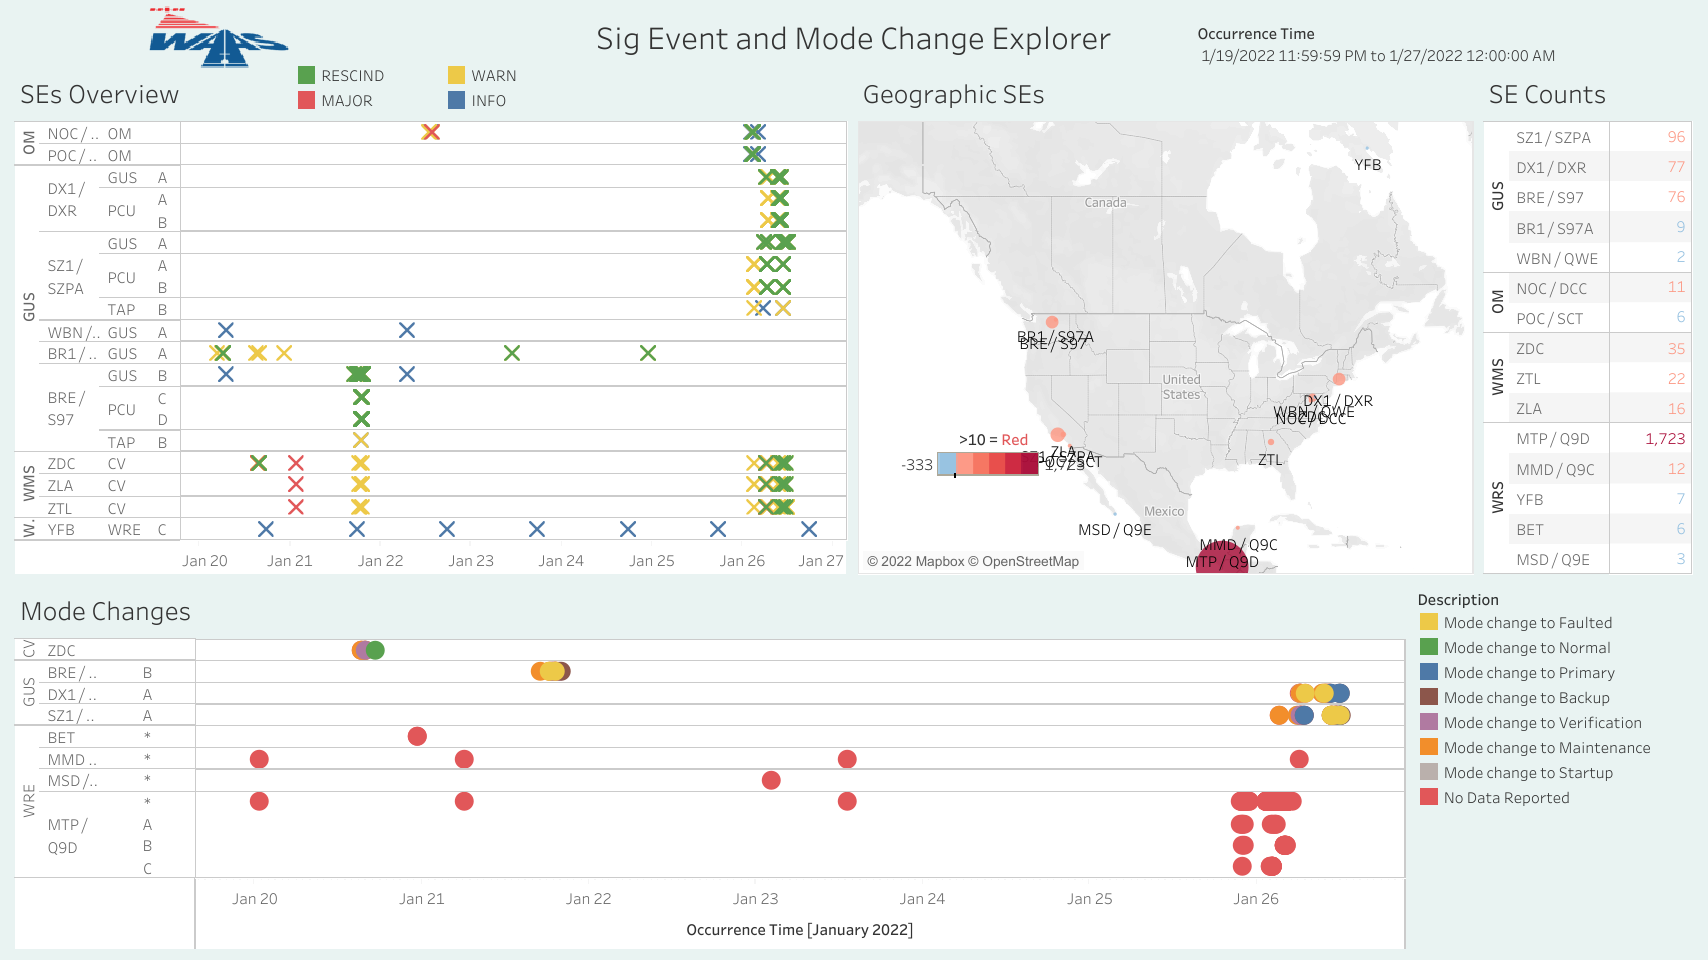 WAAS
Sig Event and Mode Change Explorer
Occurrence Time
1/19/2022 11:59:59 PM to 1/27/2022 12:00:00 AM
SEs Overview
RESCIND
WARN
MAJOR
INFO
OM
NOC / .. OM
POC / .. OM
GUS
DX1 / DXR
GUS A
PCU A
B
SZ1 / SZPA
GUS A
PCU A
B
TAP B
WBN / .. GUS A
BR1 / .. GUS A
BRE / S97
GUS B
PCU C
D
TAP B
WMS
ZDC CV
ZLA CV
ZTL CV
W.
YFB WRE C
Jan 20 Jan 21 Jan 22 Jan 23 Jan 24 Jan 25 Jan 26 Jan 27
Geographic SEs
YFB
Canada
BR1 / S97A
BRE / S97
United States
DX1 / DXR
WBN / QWE
ZDC
NOC / DCC
>10 = Red
-333
1,723
ZLA
SZ1 / SZPA
POC / SCT
ZTL
Mexico
MSD / Q9E
MMD / Q9C
MTP / Q9D
© 2022 Mapbox © OpenStreetMap
SE Counts
GUS
SZ1 / SZPA 96
DX1 / DXR 77
BRE / S97 76
BR1 / S97A 9
WBN / QWE 2
OM
NOC / DCC 11
POC / SCT 6
WMS
ZDC 35
ZTL 22
ZLA 16
WRS
MTP / Q9D 1,723
MMD / Q9C 12
YFB 7
BET 6
MSD / Q9E 3
Mode Changes
CV
ZDC
GUS
BRE / .. B
DX1 / .. A
SZ1 / .. A
WRE
BET *
MMD .. *
MSD / .. *
MTP / Q9D
*
A
B
C
Jan 20 Jan 21 Jan 22 Jan 23 Jan 24 Jan 25 Jan 26
Occurrence Time [January 2022]
Description
Mode change to Faulted
Mode change to Normal
Mode change to Primary
Mode change to Backup
Mode change to Verification
Mode change to Maintenance
Mode change to Startup
No Data Reported